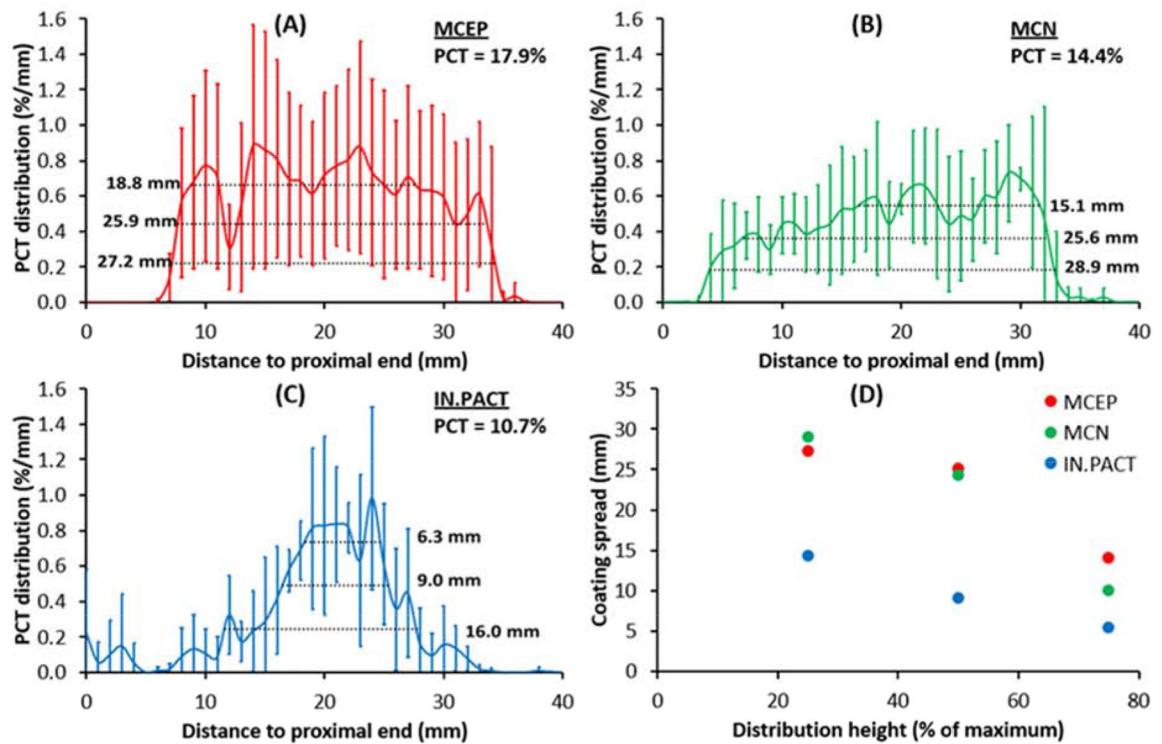 (A)
MCEP
PCT = 17.9%
PCT distribution (%/mm)
1.6
1.4
1.2
1.0
0.8
0.6
0.4
0.2
0.0
18.8 mm
25.9 mm
27.2 mm
0 10 20 30 40
Distance to proximal end (mm)
(B)
MCN
PCT = 14.4%
PCT distribution (%/mm)
1.6
1.4
1.2
1.0
0.8
0.6
0.4
0.2
0.0
15.1 mm
25.6 mm
28.9 mm
0 10 20 30 40
Distance to proximal end (mm)
(C)
IN.PACT
PCT = 10.7%
PCT distribution (%/mm)
1.6
1.4
1.2
1.0
0.8
0.6
0.4
0.2
0.0
6.3 mm
9.0 mm
16.0 mm
0 10 20 30 40
Distance to proximal end (mm)
(D)
MCEP
MCN
IN.PACT
Coating spread (mm)
35
30
25
20
15
10
5
0
0 20 40 60 80
Distribution height (% of maximum)